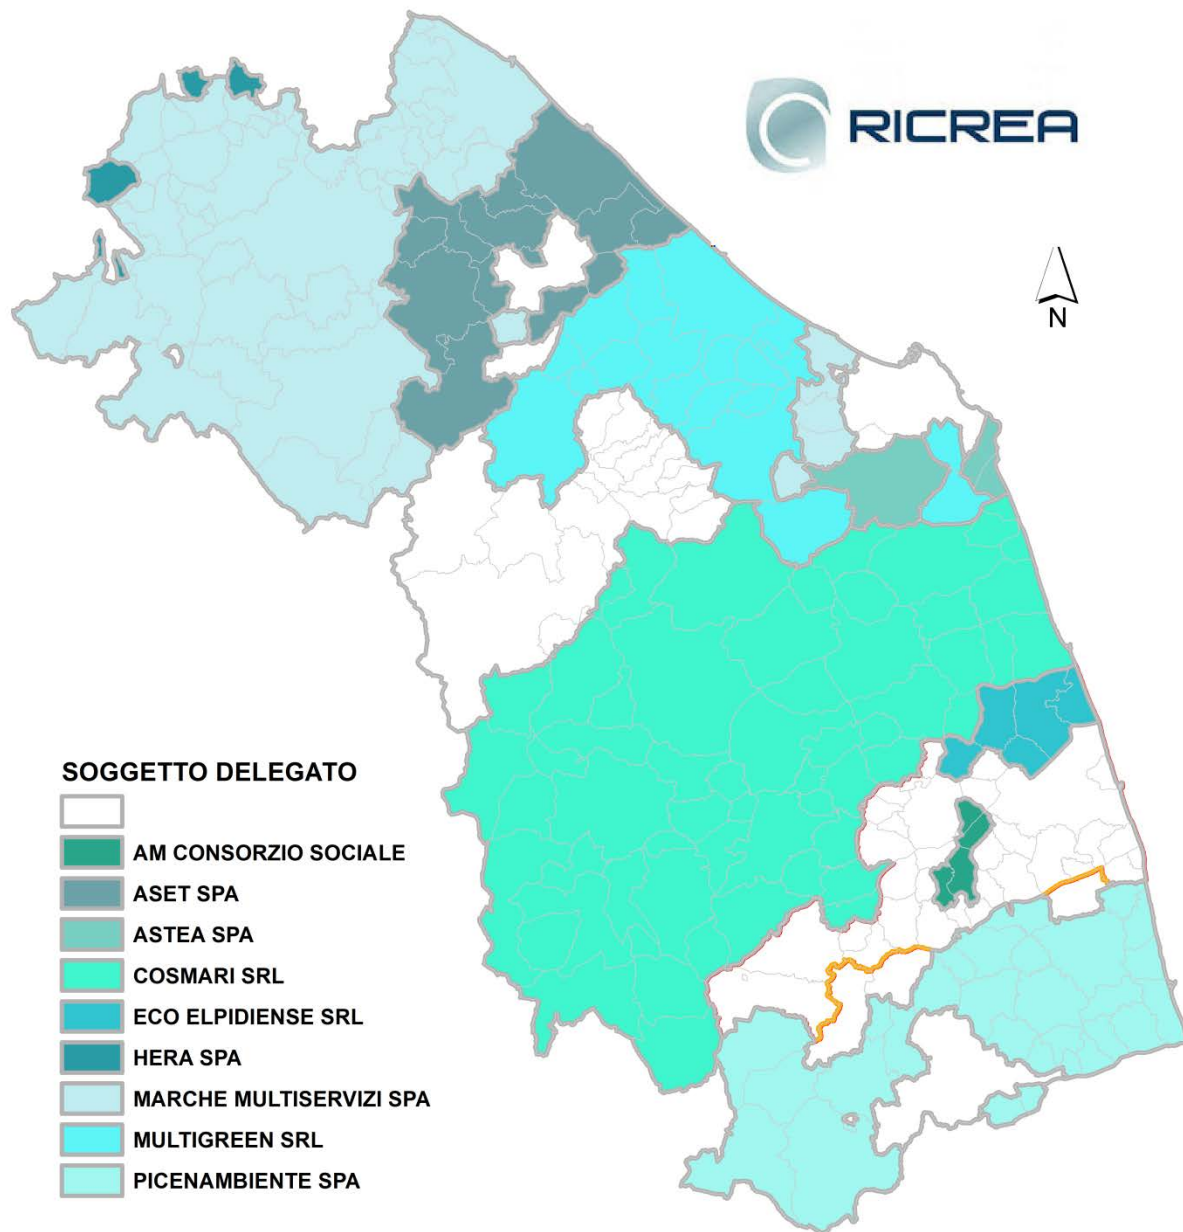 RICREA
N
SOGGETTO DELEGATO
AM CONSORZIO SOCIALE
ASET SPA
ASTEA SPA
COSMARI SRL
ECO ELPIDIENSE SRL
HERA SPA
MARCHE MULTISERVIZI SPA
MULTIGREEN SRL
PICENAMBIENTE SPA